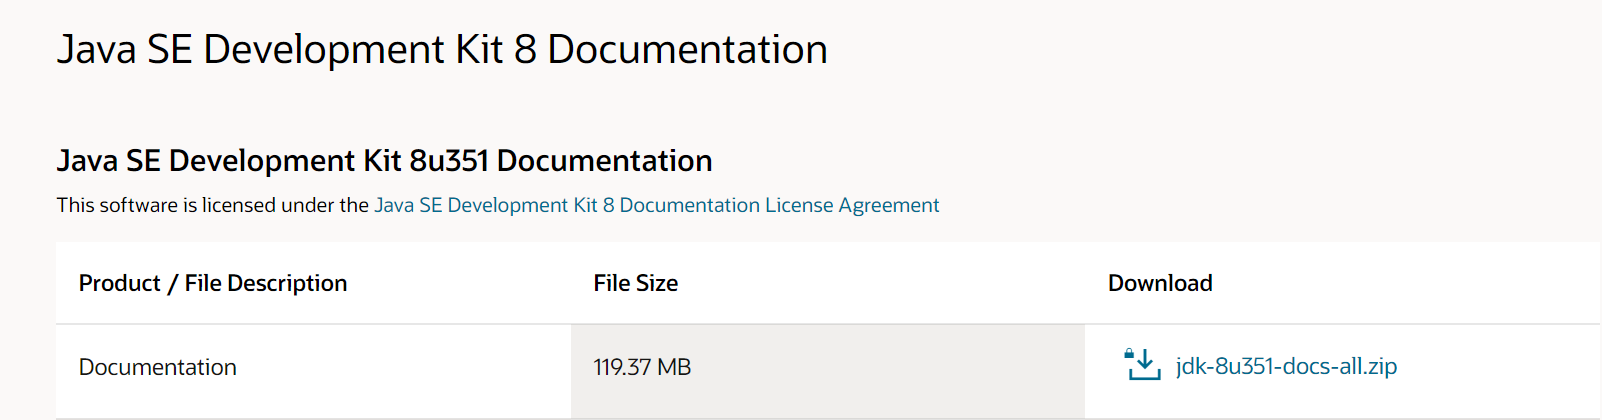 Java SE Development Kit 8 Documentation
Java SE Development Kit 8u351 Documentation
This software is licensed under the Java SE Development Kit 8 Documentation License Agreement
Product / File Description File Size Download
Documentation 119.37 MB jdk-8u351-docs-all.zip